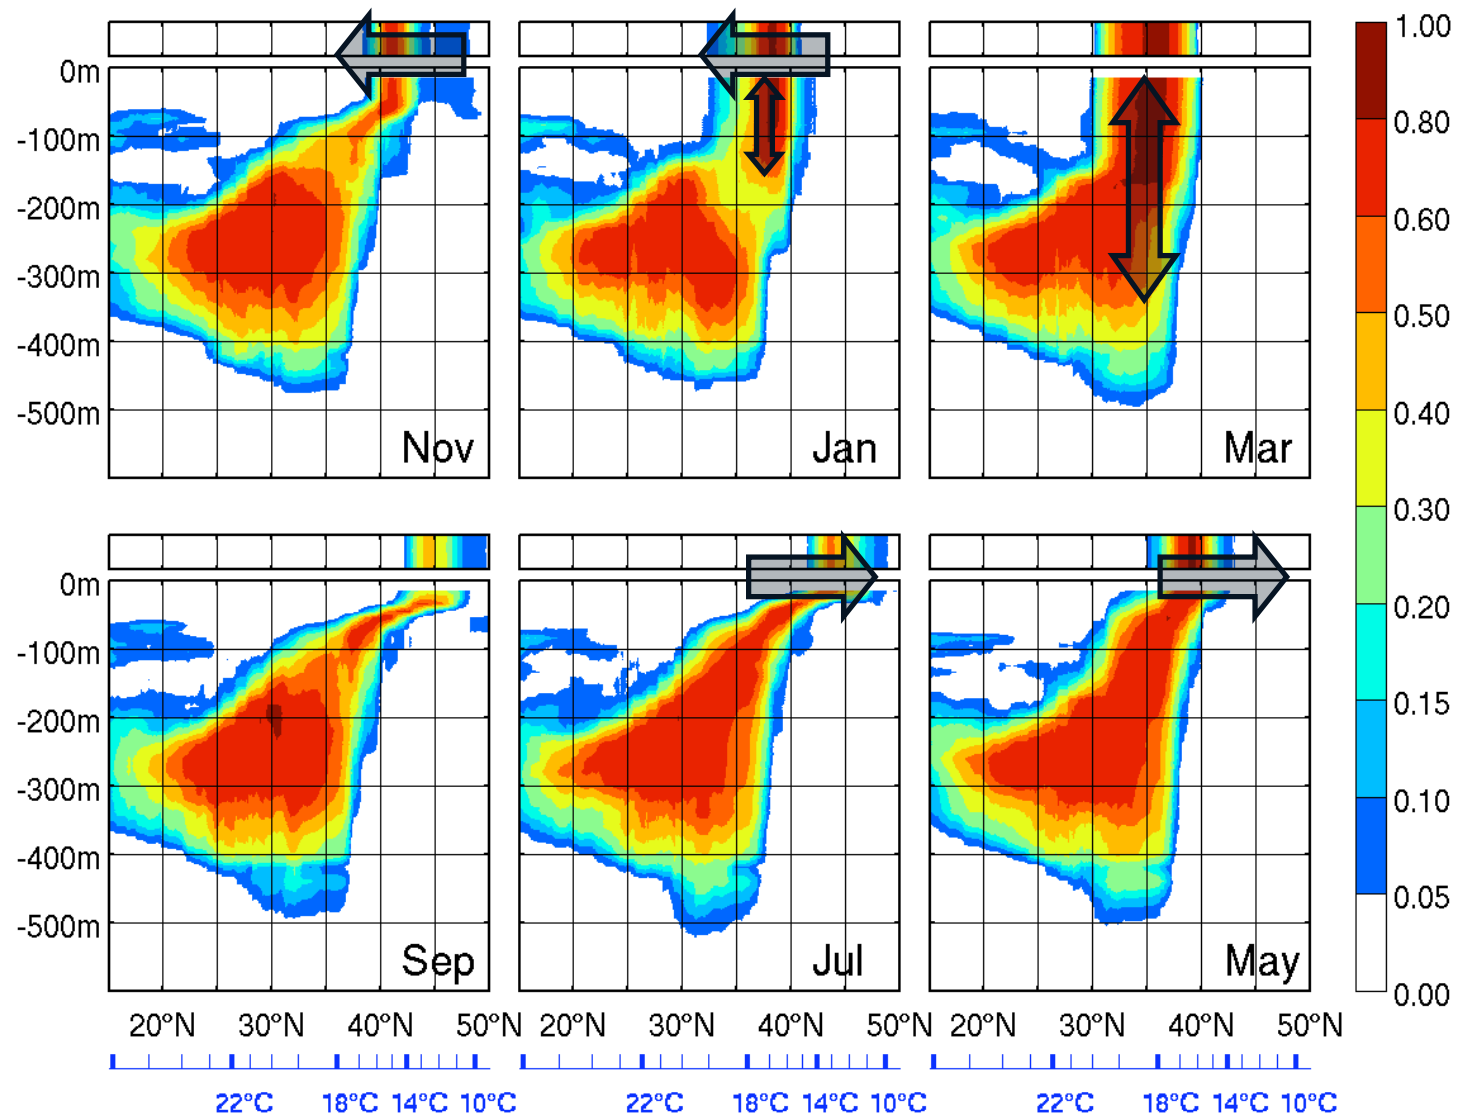 1.00
0m
-100m
0.80
-200m
0.60
-300m
0.50
-400m
0.40
-500m
Nov
Jan
Mar
0.30
0m
0.20
-100m
0.15
-200m
0.10
-300m
0.05
-400m
-500m
Sep
Jul
May
0.00
20°N 30°N 40°N 50°N 20°N 30°N 40°N 50°N 20°N 30°N 40°N 50°N
22°C 18°C 14°C 10°C 22°C 18°C 14°C 10°C 22°C 18°C 14°C 10°C